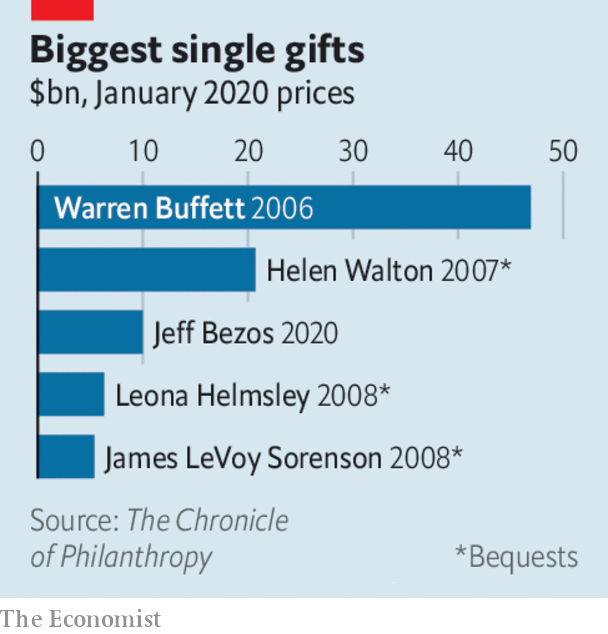 Biggest single gifts
$bn, January 2020 prices
0 10 20 30 40 50
Warren Buffett 2006
Helen Walton 2007*
Jeff Bezos 2020
Leona Helmsley 2008*
James LeVoy Sorenson 2008*
Source: The Chronicle
of Philanthropy
*Bequests
The Economist